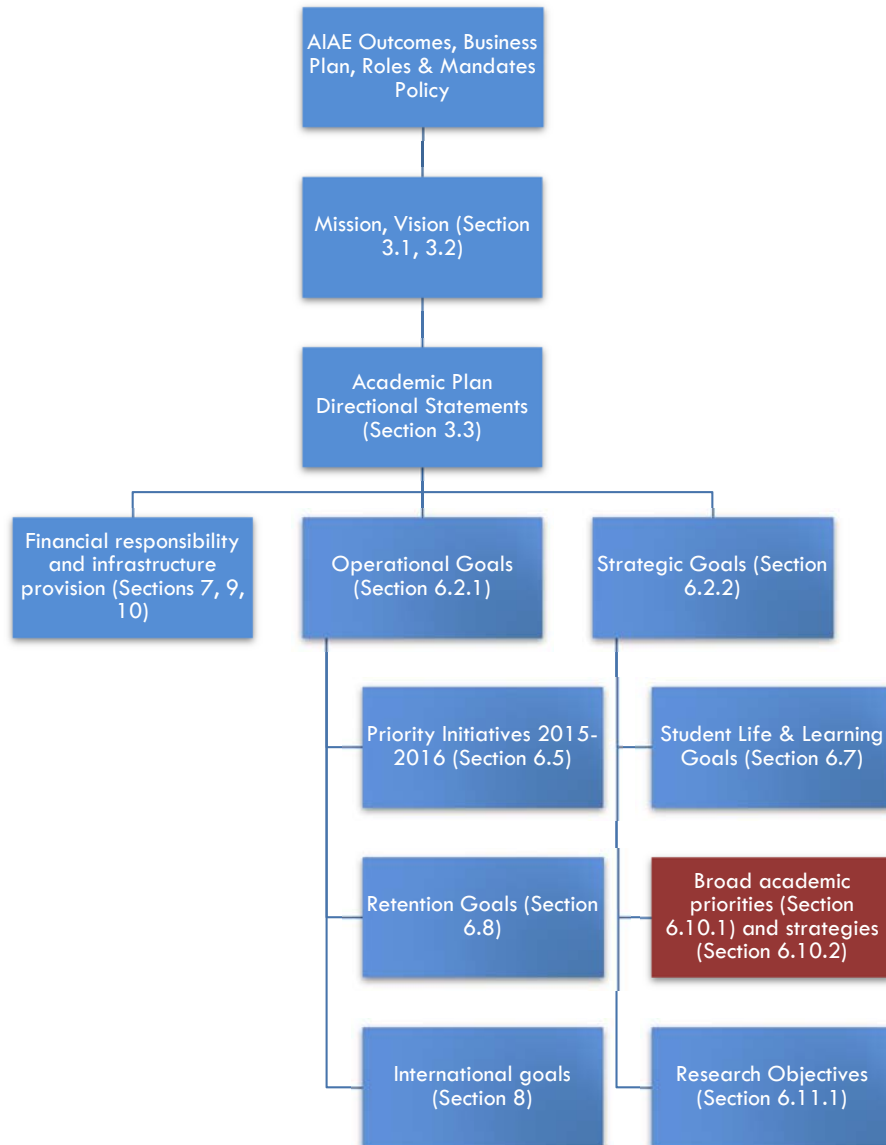 AIAE Outcomes, Business
Plan, Roles & Mandates
Policy
Mission, Vision (Section
3.1, 3.2)
Academic Plan
Directional Statements
(Section 3.3)
Financial responsibility
and infrastructure
provision (Sections 7, 9,
10)
Operational Goals
(Section 6.2.1)
Strategic Goals (Section
6.2.2)
Priority Initiatives 2015-
2016 (Section 6.5)
Student Life & Learning
Goals (Section 6.7)
Retention Goals (Section
6.8)
Broad academic
priorities (Section
6.10.1) and strategies
(Section 6.10.2)
International goals
(Section 8)
Research Objectives
(Section 6.11.1)